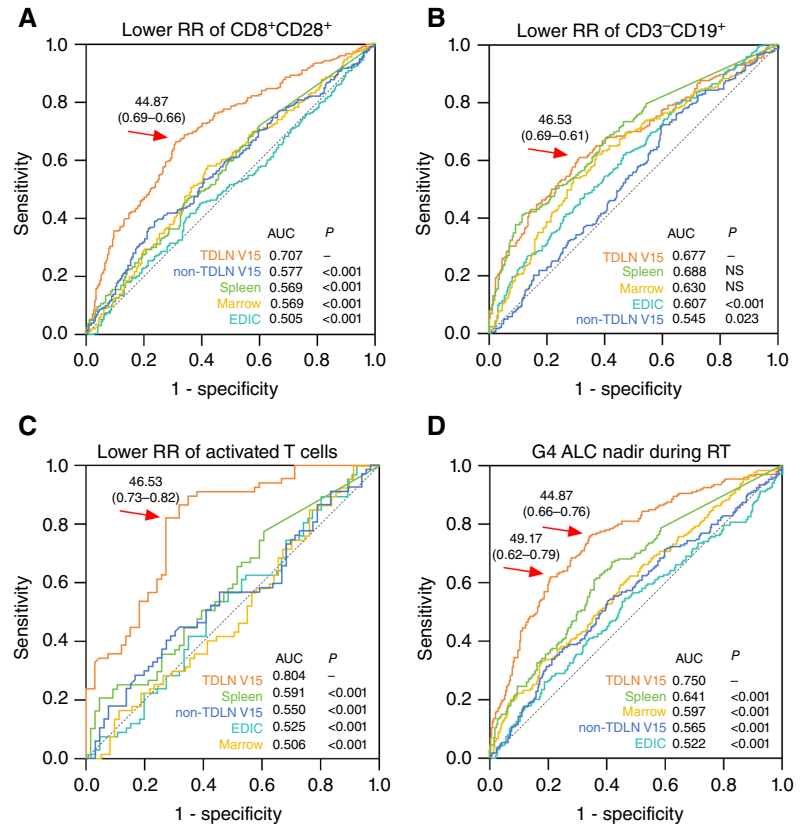 A
Lower RR of CD8⁺CD28⁺
1.0
0.8
0.6
0.4
0.2
0.0
Sensitivity
44.87
(0.69–0.66)
AUC P
TDLN V15 0.707 –
non-TDLN V15 0.577 <0.001
Spleen 0.569 <0.001
Marrow 0.569 <0.001
EDIC 0.505 <0.001
0.0 0.2 0.4 0.6 0.8 1.0
1 - specificity
B
Lower RR of CD3⁻CD19⁺
1.0
0.8
0.6
0.4
0.2
0.0
Sensitivity
46.53
(0.69–0.61)
AUC P
TDLN V15 0.677 –
Spleen 0.688 NS
Marrow 0.630 NS
EDIC 0.607 <0.001
non-TDLN V15 0.545 0.023
0.0 0.2 0.4 0.6 0.8 1.0
1 - specificity
C
Lower RR of activated T cells
1.0
0.8
0.6
0.4
0.2
0.0
Sensitivity
46.53
(0.73–0.82)
AUC P
TDLN V15 0.804 –
Spleen 0.591 <0.001
non-TDLN V15 0.550 <0.001
EDIC 0.525 <0.001
Marrow 0.506 <0.001
0.0 0.2 0.4 0.6 0.8 1.0
1 - specificity
D
G4 ALC nadir during RT
1.0
0.8
0.6
0.4
0.2
0.0
Sensitivity
44.87
(0.66–0.76)
49.17
(0.62–0.79)
AUC P
TDLN V15 0.750 –
Spleen 0.641 <0.001
Marrow 0.597 <0.001
non-TDLN V15 0.565 <0.001
EDIC 0.522 <0.001
0.0 0.2 0.4 0.6 0.8 1.0
1 - specificity